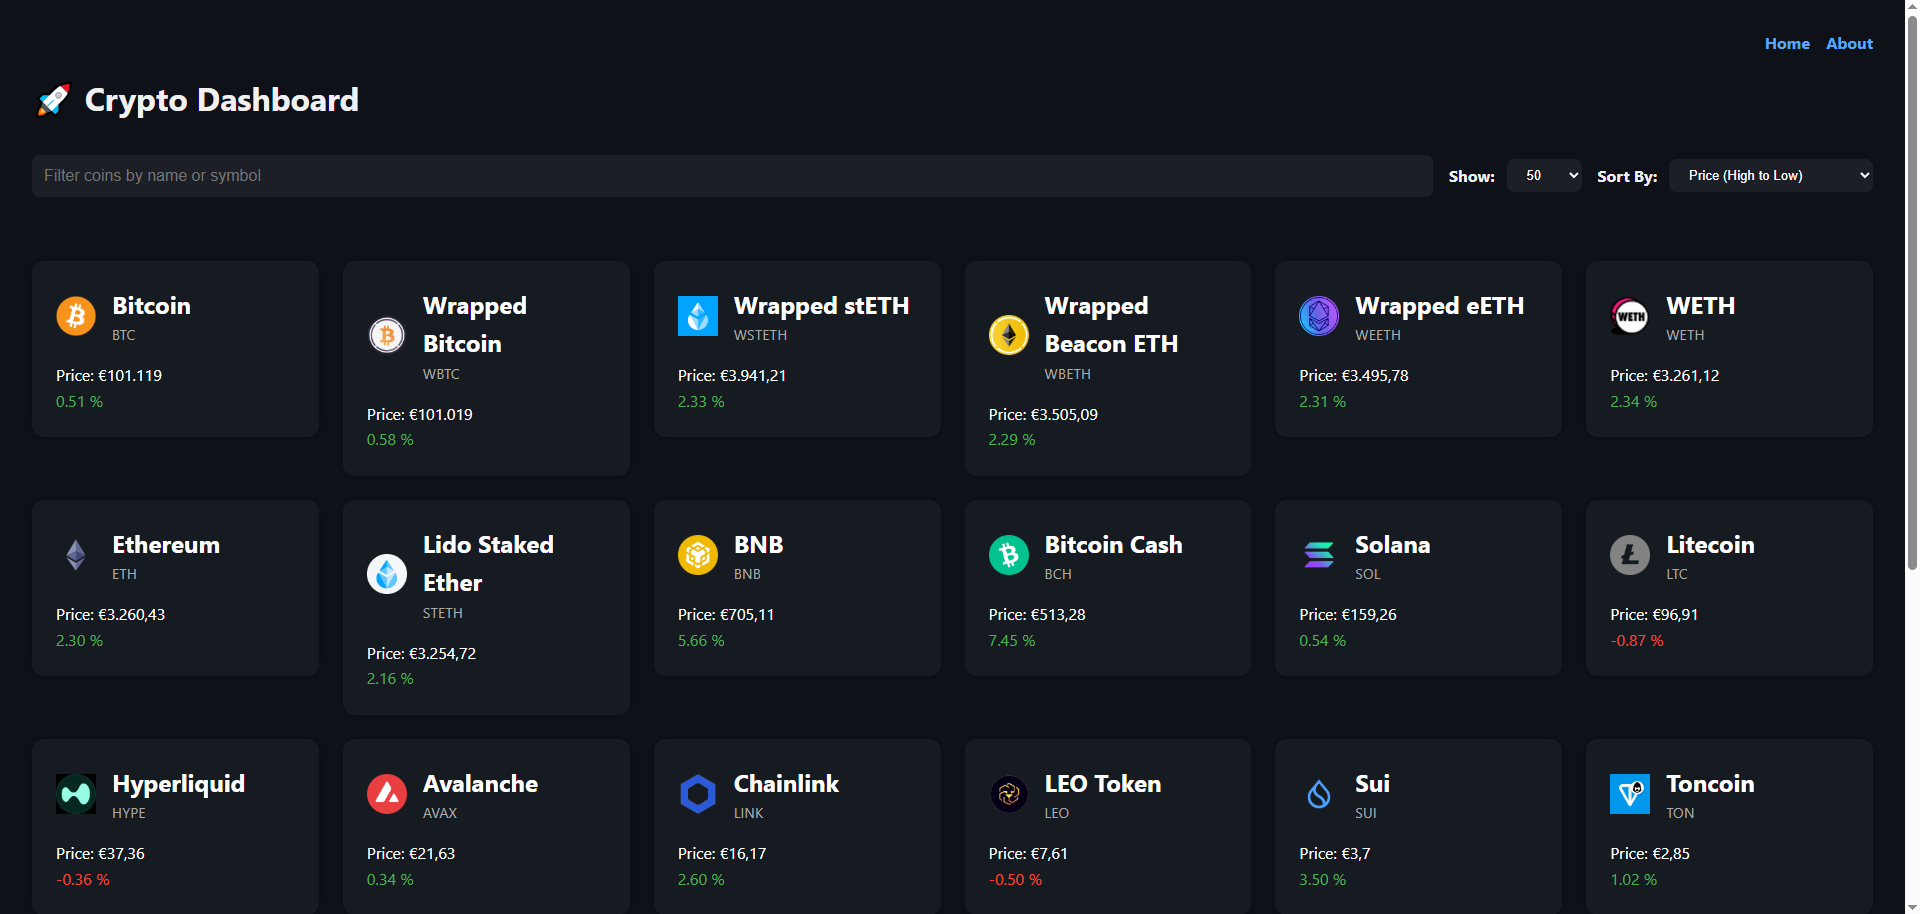 Home About
Crypto Dashboard
Filter coins by name or symbol
Show: 50 Sort By: Price (High to Low)
Bitcoin
BTC
Price: €101.119
0.51 %
Wrapped
Bitcoin
WBTC
Price: €101.019
0.58 %
Wrapped stETH
WSTETH
Price: €3.941,21
2.33 %
Wrapped
Beacon ETH
WBETH
Price: €3.505,09
2.29 %
Wrapped eETH
WEETH
Price: €3.495,78
2.31 %
WETH
WETH
WETH
Price: €3.261,12
2.34 %
Ethereum
ETH
Price: €3.260,43
2.30 %
Lido Staked
Ether
STETH
Price: €3.254,72
2.16 %
BNB
BNB
Price: €705,11
5.66 %
Bitcoin Cash
BCH
Price: €513,28
7.45 %
Solana
SOL
Price: €159,26
0.54 %
Litecoin
LTC
Price: €96,91
-0.87 %
Hyperliquid
HYPE
Price: €37,36
-0.36 %
Avalanche
AVAX
Price: €21,63
0.34 %
Chainlink
LINK
Price: €16,17
2.60 %
LEO Token
LEO
Price: €7,61
-0.50 %
Sui
SUI
Price: €3,7
3.50 %
Toncoin
TON
Price: €2,85
1.02 %